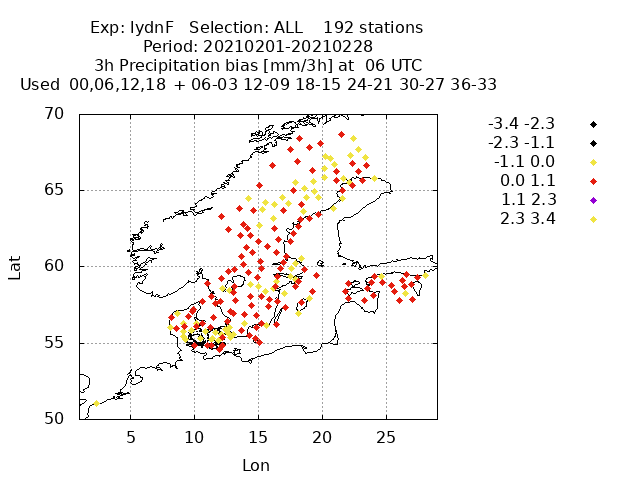 Exp: IydnF   Selection: ALL    192 stations
Period: 20210201-20210228
3h Precipitation bias [mm/3h] at  06 UTC
Used  00,06,12,18  + 06-03 12-09 18-15 24-21 30-27 36-33
-3.4 -2.3
-2.3 -1.1
-1.1 0.0
0.0 1.1
1.1 2.3
2.3 3.4
70
65
60
55
50
Lat
5 10 15 20 25
Lon